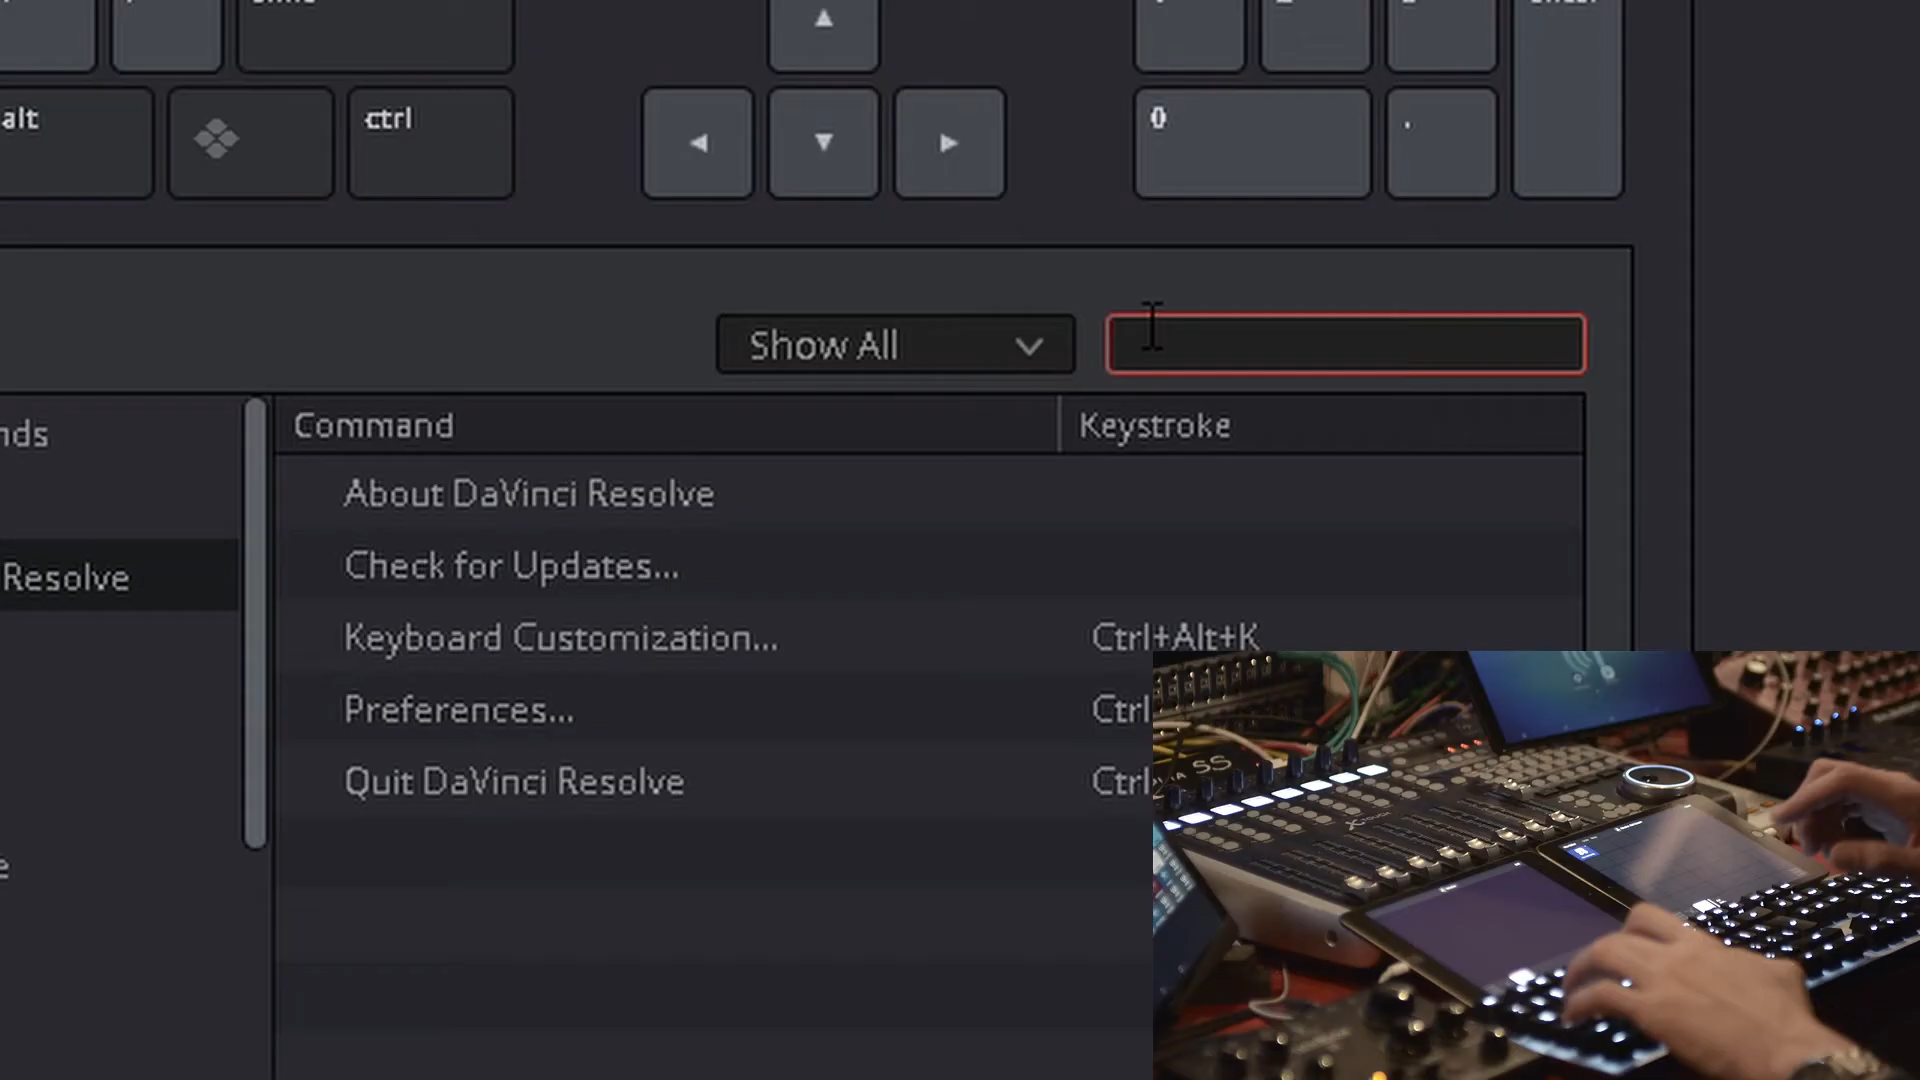 alt
ctrl
0
.
Show All
nds
Command
Keystroke
About DaVinci Resolve
Resolve
Check for Updates...
Keyboard Customization...
Ctrl+Alt+K
Preferences...
Ctrl
Quit DaVinci Resolve
Ctrl
e
SS